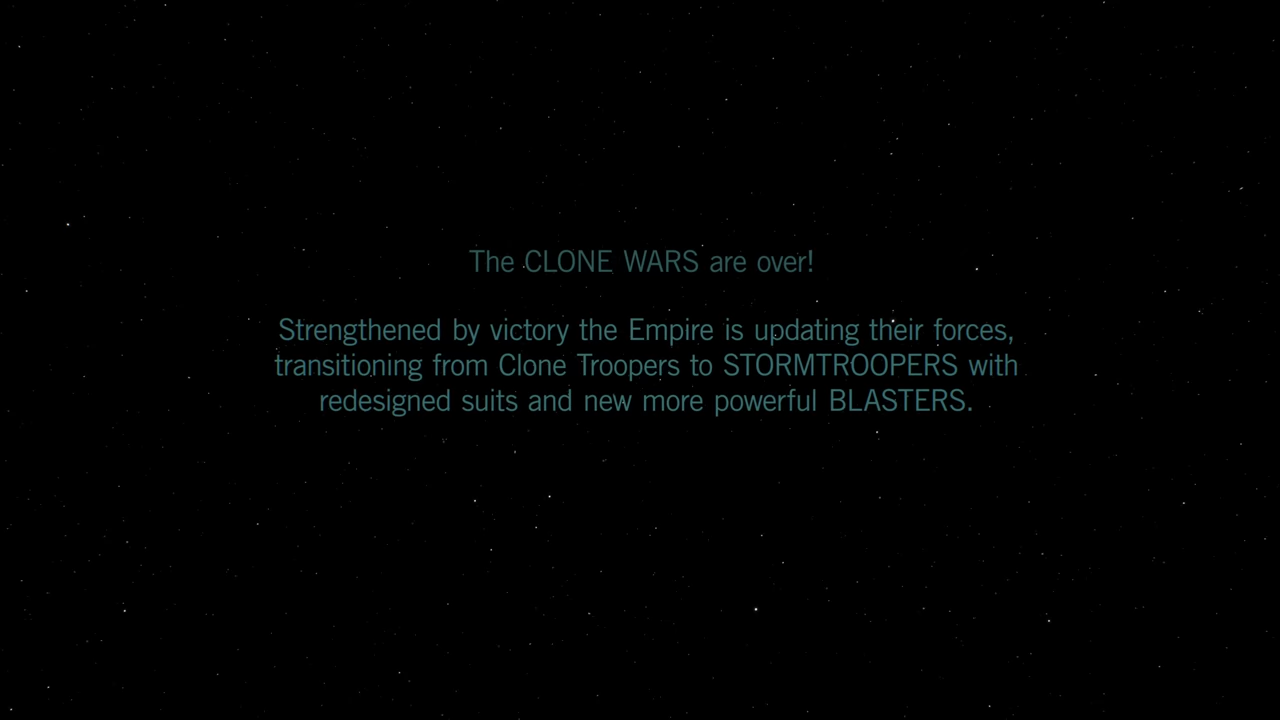 The CLONE WARS are over!
Strengthened by victory the Empire is updating their forces,
transitioning from Clone Troopers to STORMTROOPERS with
redesigned suits and new more powerful BLASTERS.